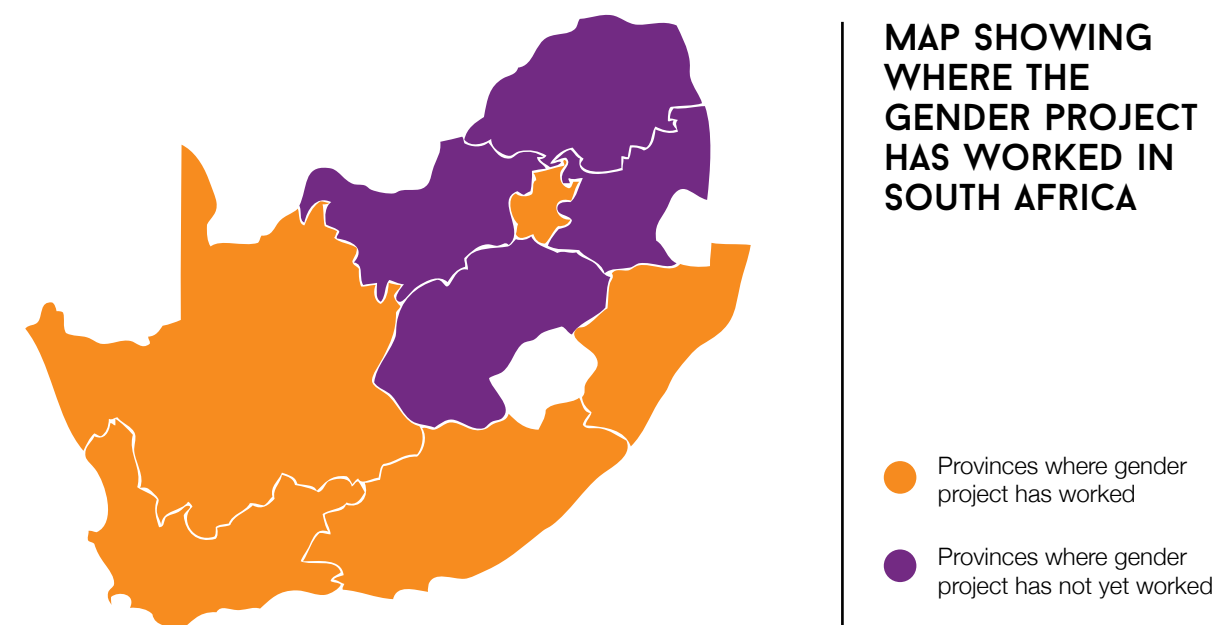 MAP SHOWING
WHERE THE
GENDER PROJECT
HAS WORKED IN
SOUTH AFRICA
Provinces where gender
project has worked
Provinces where gender
project has not yet worked